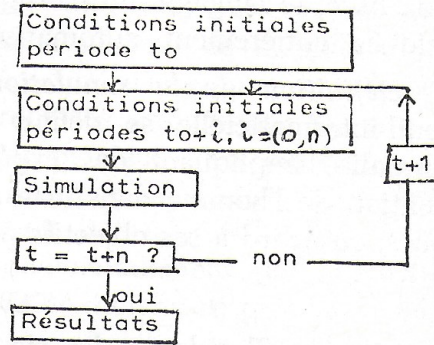 Conditions initiales
période to
Conditions initiales
périodes to+i, i=(0,n)
t+1
Simulation
t = t+n ?
non
oui
Résultats